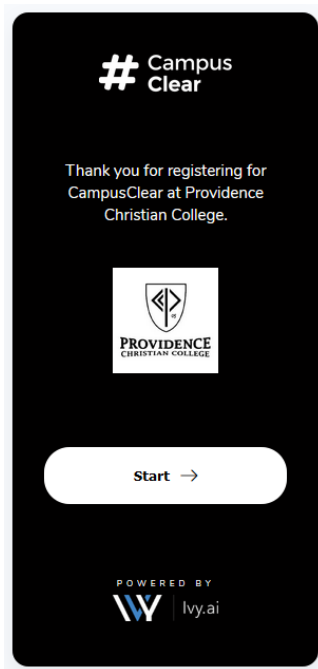 # Campus
Clear
Thank you for registering for
CampusClear at Providence
Christian College.
PROVIDENCE
CHRISTIAN COLLEGE
Start →
POWERED BY
Ivy.ai